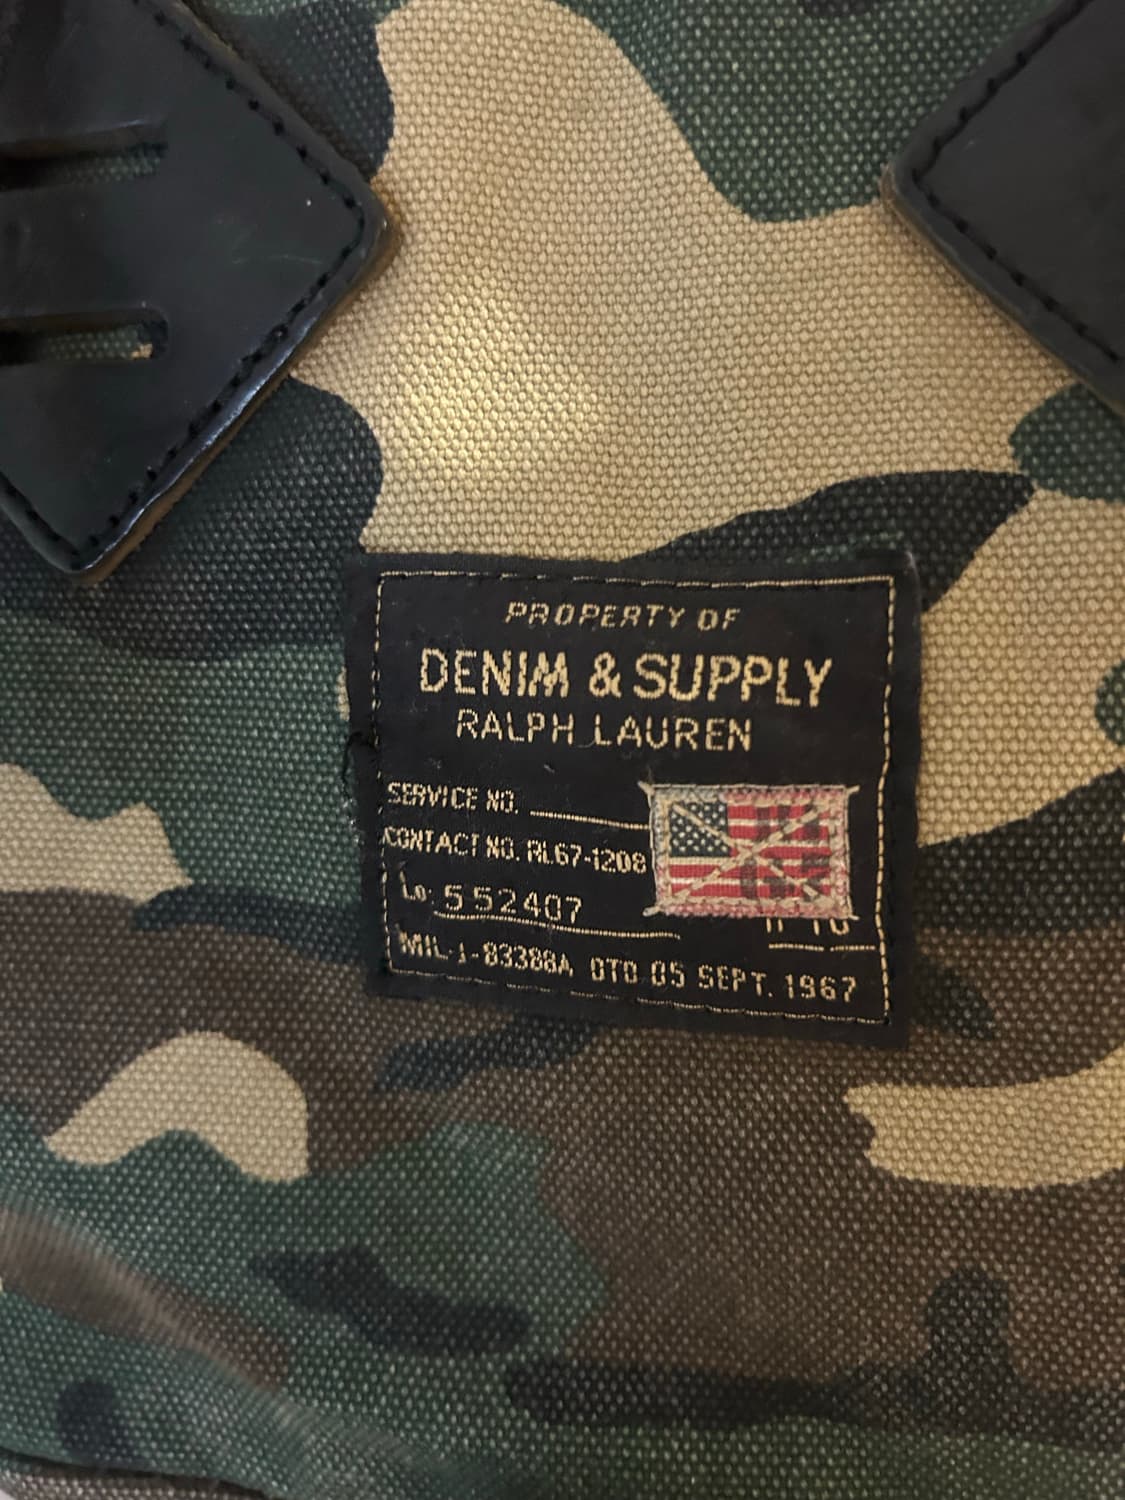 PROPERTY OF
DENIM & SUPPLY
RALPH LAUREN
SERVICE NO.
CONTACT NO. RL67-1208
Lo: 552407
MIL-I-83388A DTD 05 SEPT. 1967